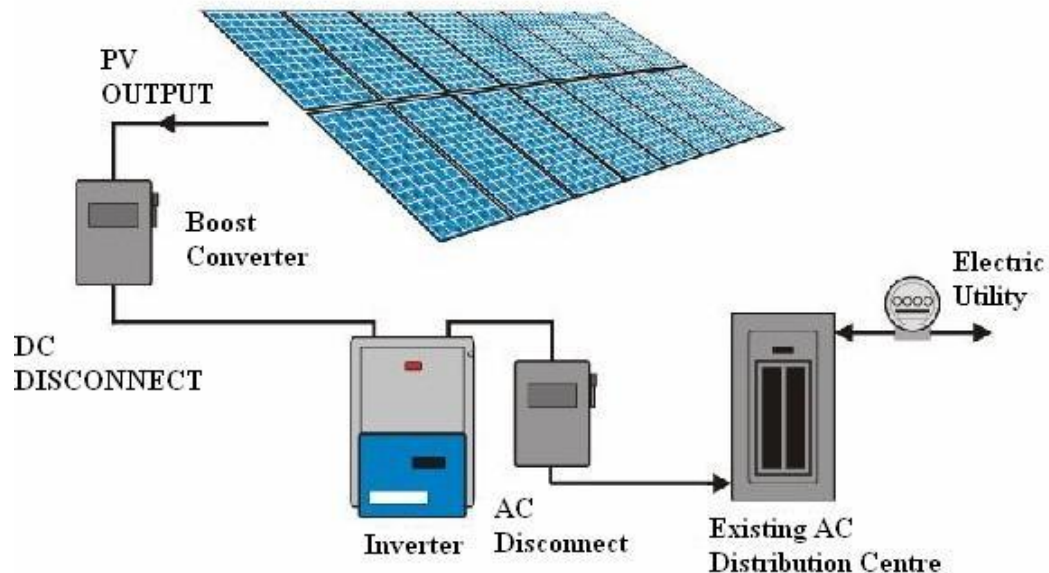 PV
OUTPUT
Boost
Converter
Electric
Utility
DC
DISCONNECT
Inverter
AC
Disconnect
Existing AC
Distribution Centre